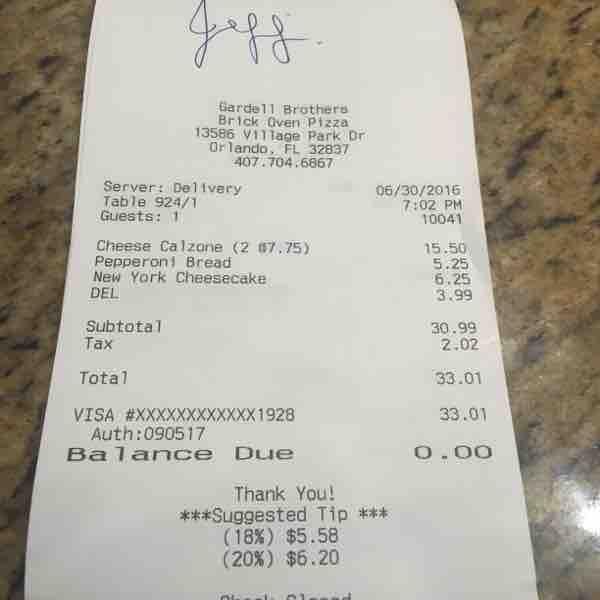 Jeff.
Gardell Brothers
Brick Oven Pizza
13586 Village Park Dr
Orlando, FL 32837
407.704.6867
Server: Delivery 06/30/2016
Table 924/1 7:02 PM
Guests: 1 10041
Cheese Calzone (2 @7.75) 15.50
Pepperoni Bread 5.25
New York Cheesecake 6.25
DEL 3.99
Subtotal 30.99
Tax 2.02
Total 33.01
VISA #XXXXXXXXXXXX1928 33.01
Auth:090517
Balance Due 0.00
Thank You!
***Suggested Tip ***
(18%) $5.58
(20%) $6.20
Check Closed